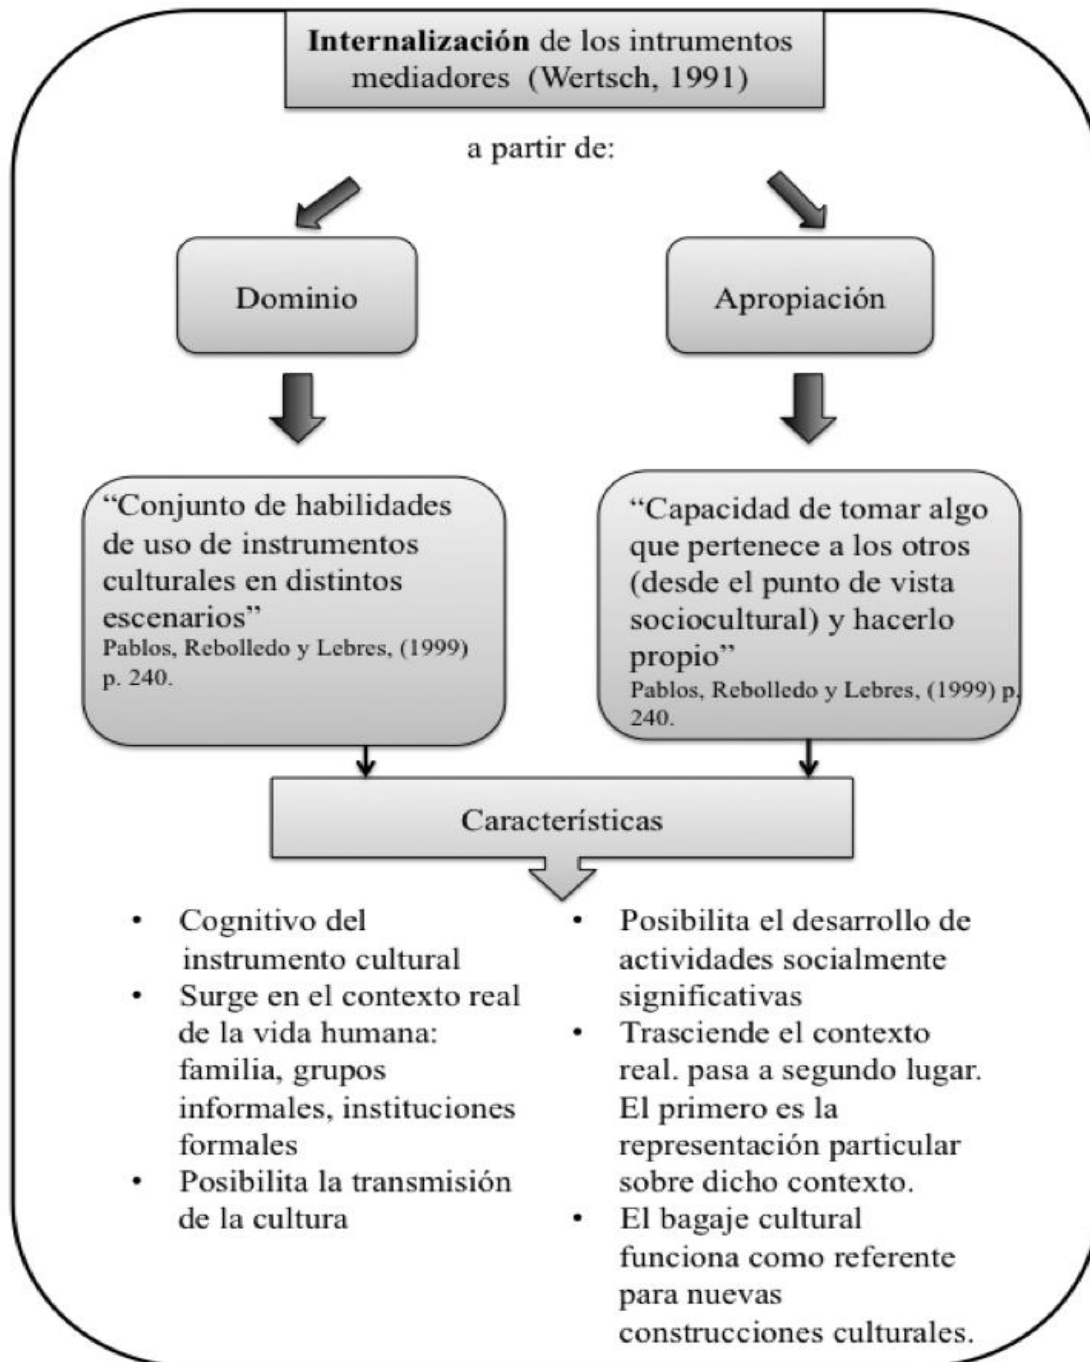 Internalización de los intrumentos
mediadores (Wertsch, 1991)
a partir de:
Dominio
Apropiación
“Conjunto de habilidades
de uso de instrumentos
culturales en distintos
escenarios”
Pablos, Rebolledo y Lebres, (1999)
p. 240.
“Capacidad de tomar algo
que pertenece a los otros
(desde el punto de vista
sociocultural) y hacerlo
propio”
Pablos, Rebolledo y Lebres, (1999) p.
240.
Características
• Cognitivo del
instrumento cultural
• Surge en el contexto real
de la vida humana:
familia, grupos
informales, instituciones
formales
• Posibilita la transmisión
de la cultura
• Posibilita el desarrollo de
actividades socialmente
significativas
• Trasciende el contexto
real. pasa a segundo lugar.
El primero es la
representación particular
sobre dicho contexto.
• El bagaje cultural
funciona como referente
para nuevas
construcciones culturales.